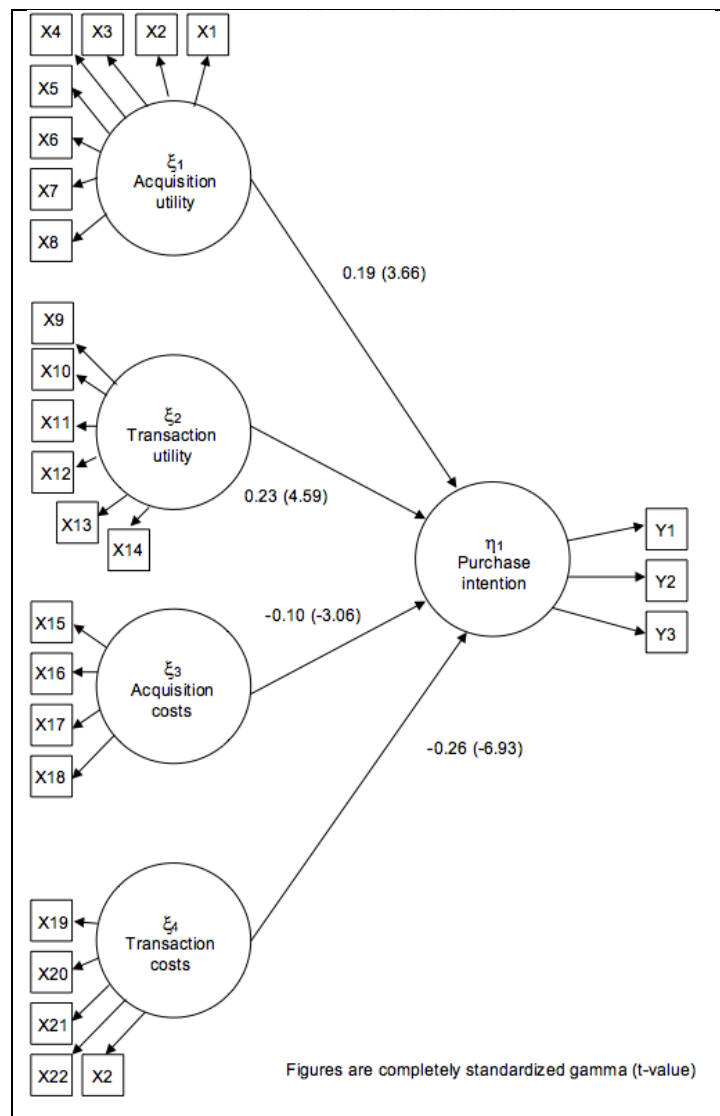 X4 X3 X2 X1
X5
X6
X7
X8
ξ1
Acquisition
utility
0.19 (3.66)
X9
X10
X11
X12
X13
X14
ξ2
Transaction
utility
0.23 (4.59)
η1
Purchase
intention
Y1
Y2
Y3
X15
X16
X17
X18
ξ3
Acquisition
costs
-0.10 (-3.06)
-0.26 (-6.93)
X19
X20
X21
X22 X2
ξ4
Transaction
costs
Figures are completely standardized gamma (t-value)